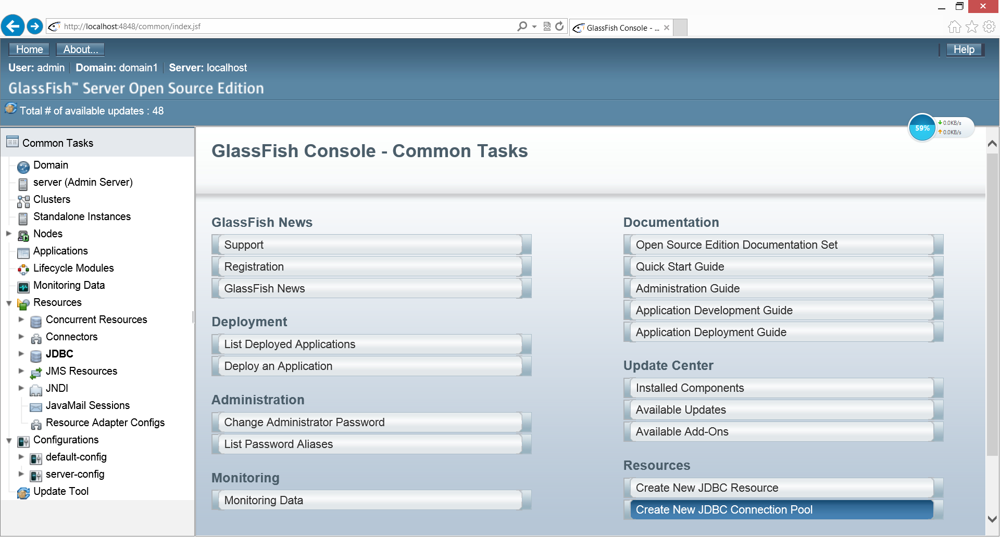 http://localhost:4848/common/index.jsf
GlassFish Console - ...
Home About... Help
User: admin Domain: domain1 Server: localhost
GlassFish™ Server Open Source Edition
Total # of available updates : 48
59% 0.0KB/s
0.0KB/s
Common Tasks
Domain
server (Admin Server)
Clusters
Standalone Instances
Nodes
Applications
Lifecycle Modules
Monitoring Data
Resources
Concurrent Resources
Connectors
JDBC
JMS Resources
JNDI
JavaMail Sessions
Resource Adapter Configs
Configurations
default-config
server-config
Update Tool
GlassFish Console - Common Tasks
GlassFish News
Support
Registration
GlassFish News
Deployment
List Deployed Applications
Deploy an Application
Administration
Change Administrator Password
List Password Aliases
Monitoring
Monitoring Data
Documentation
Open Source Edition Documentation Set
Quick Start Guide
Administration Guide
Application Development Guide
Application Deployment Guide
Update Center
Installed Components
Available Updates
Available Add-Ons
Resources
Create New JDBC Resource
Create New JDBC Connection Pool